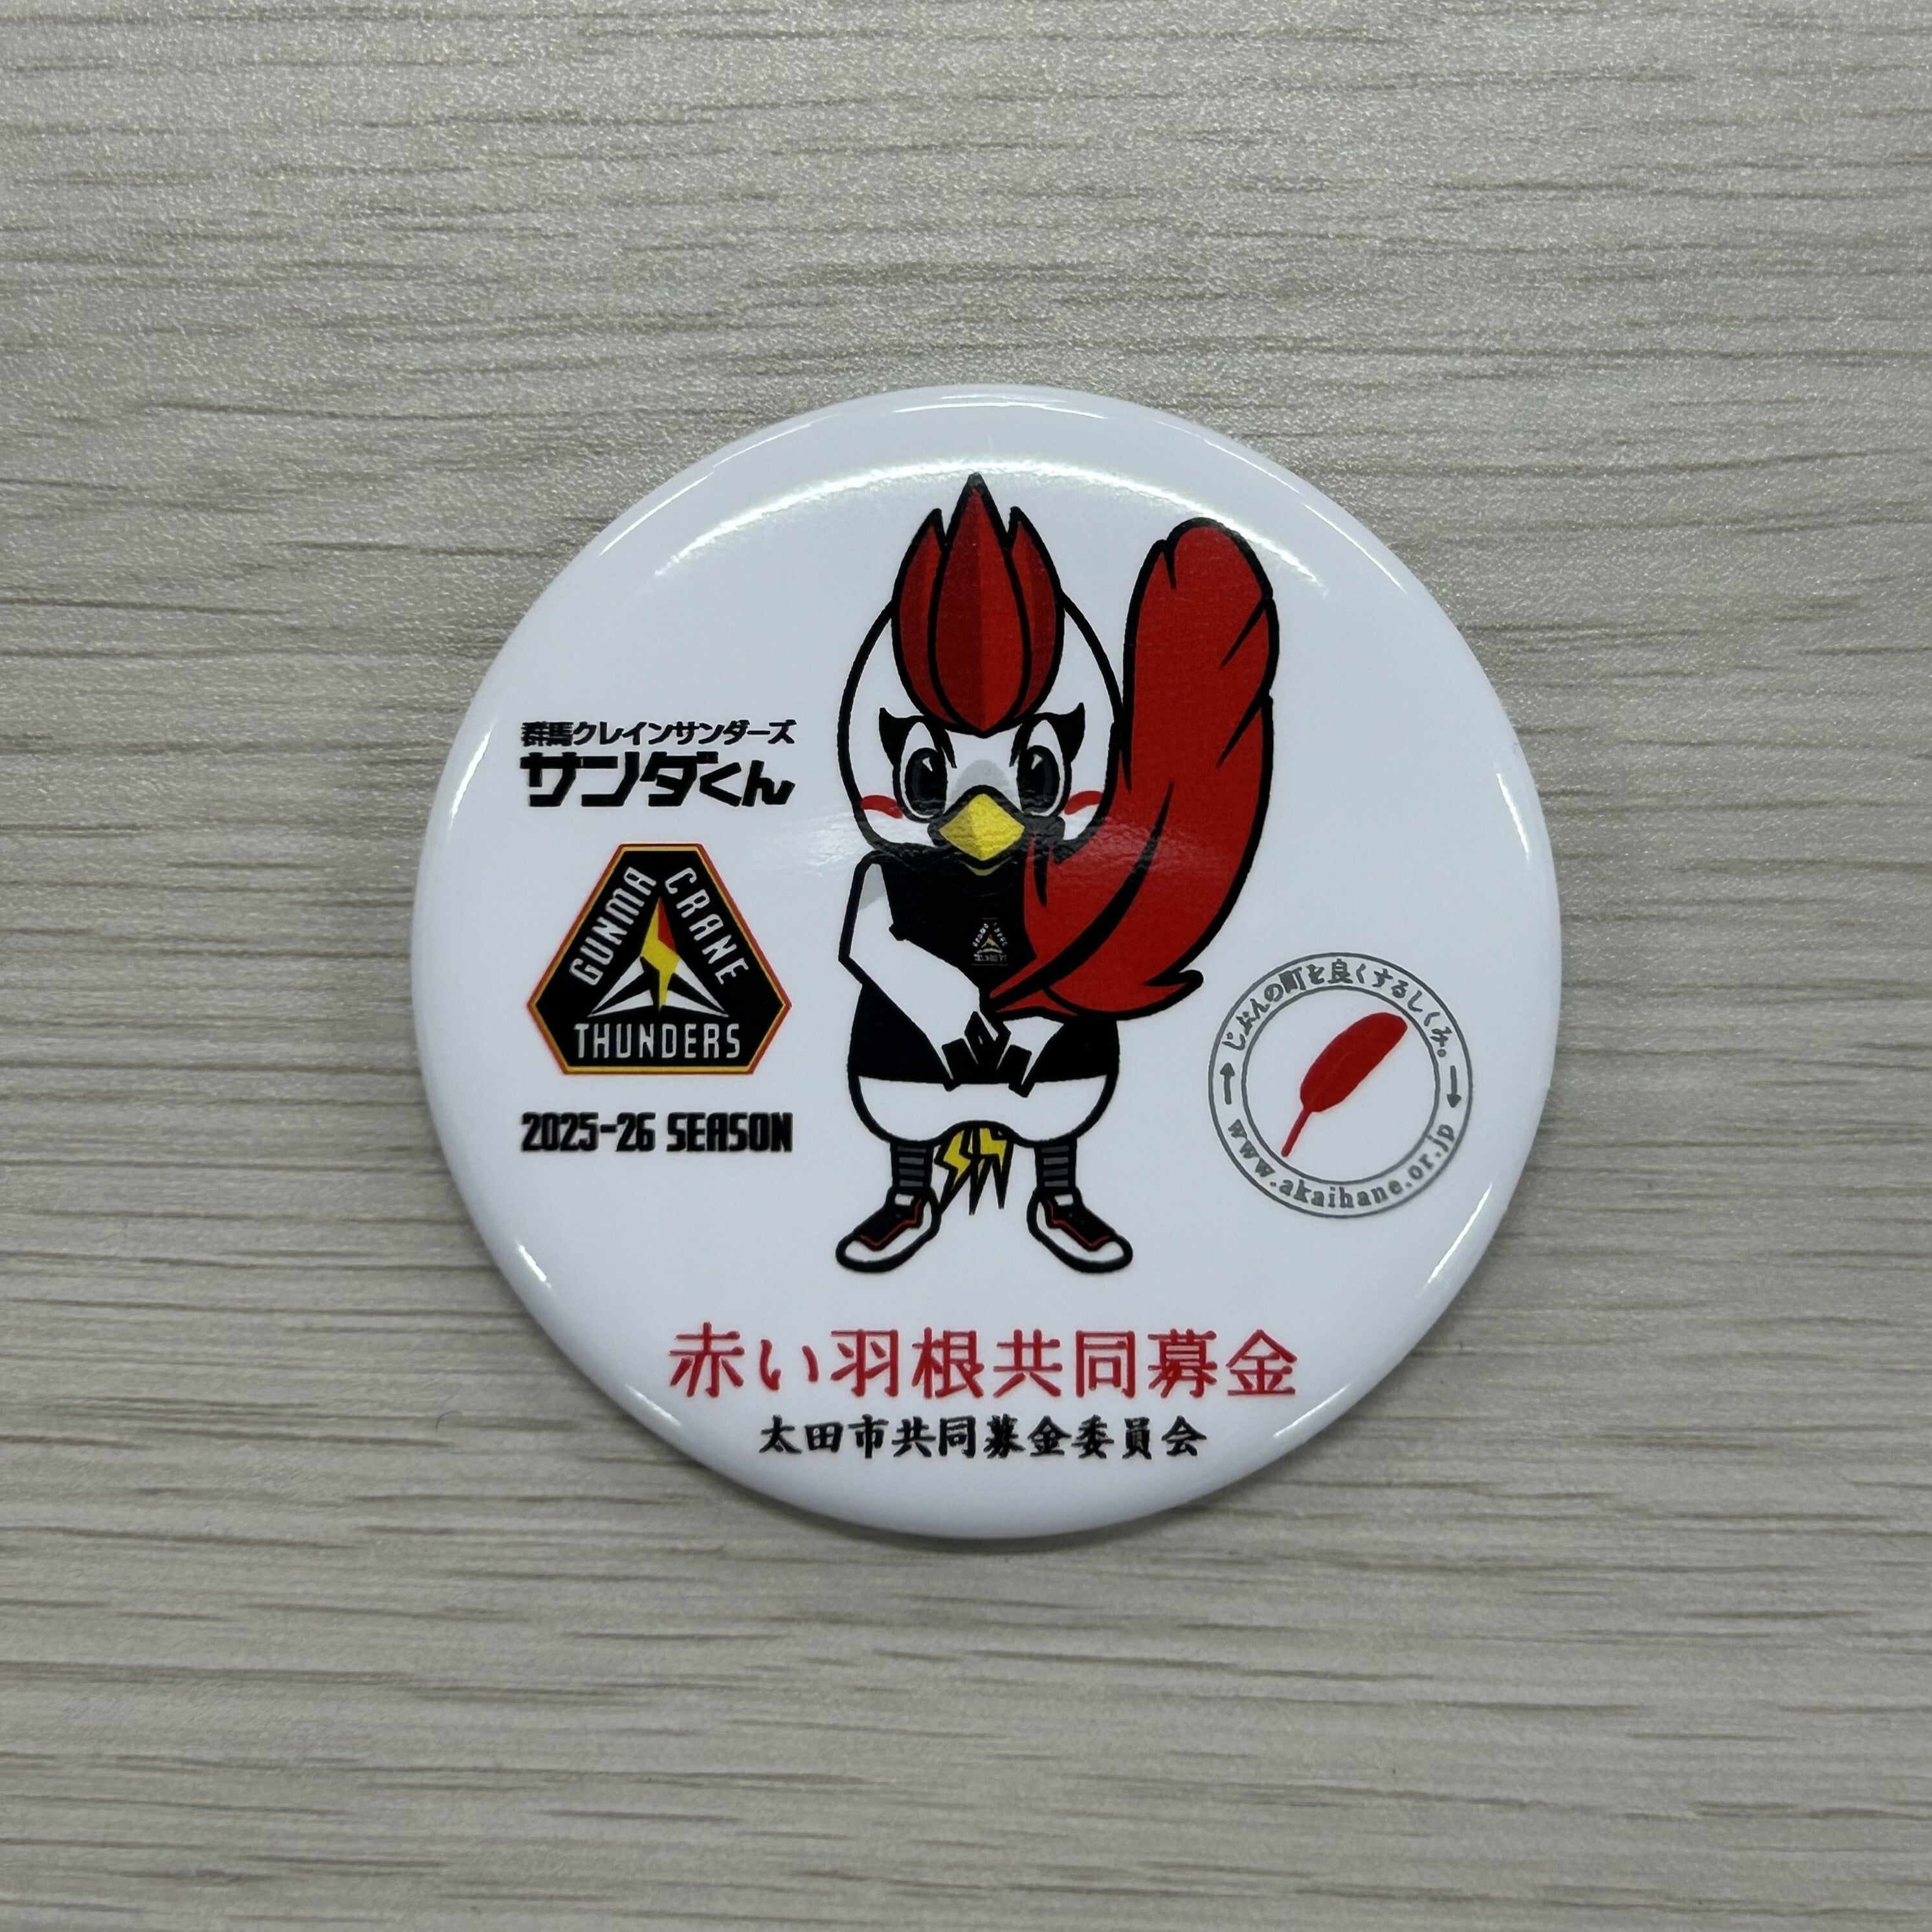 群馬クレインサンダーズ
サンダくん
GUNMA CRANE
THUNDERS
2025-26 SEASON
じぶんの町を良くするしくみ。
www.akaihane.or.jp
赤い羽根共同募金
太田市共同募金委員会